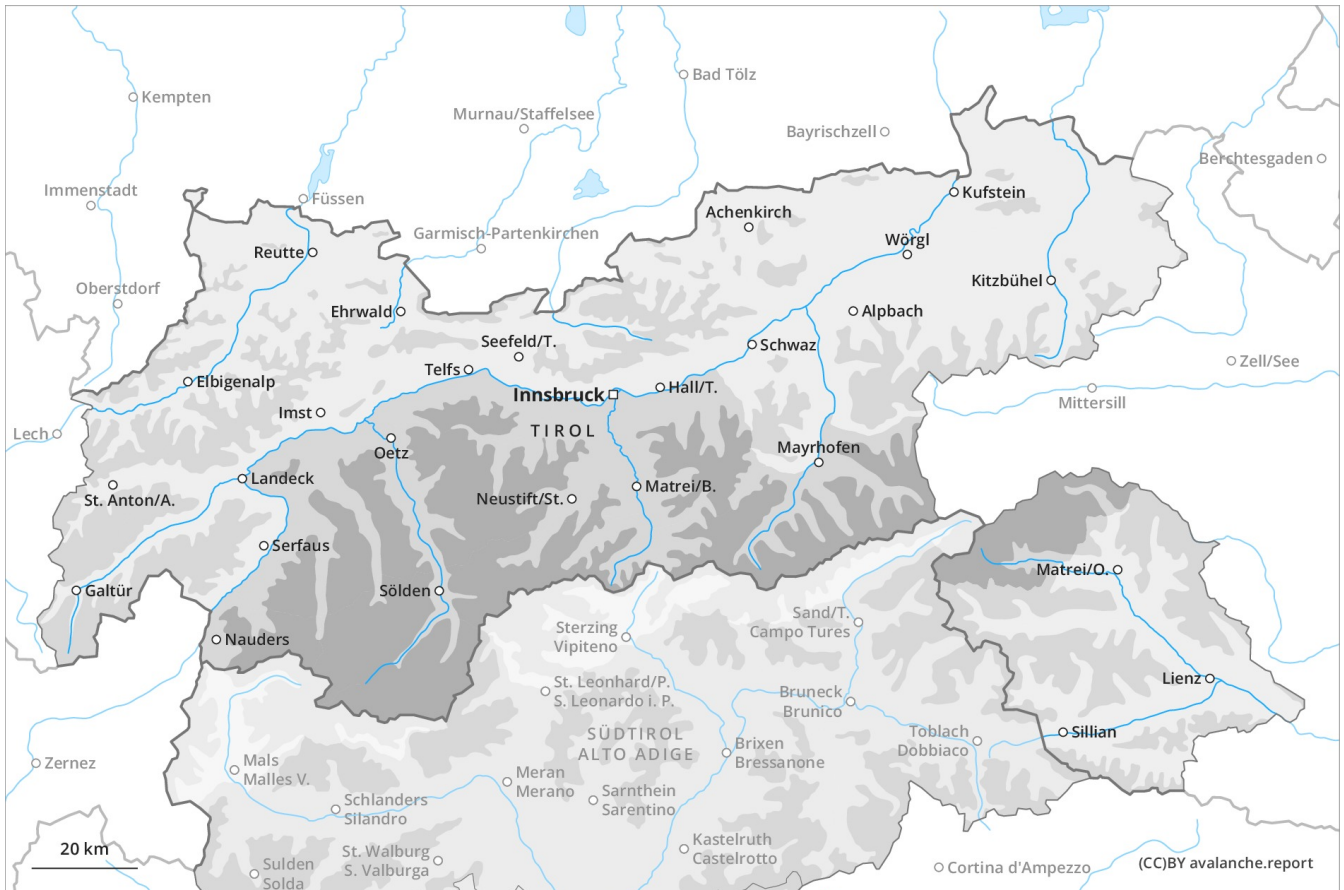 Kempten
Bad Tölz
Murnau/Staffelsee
Bayrischzell
Berchtesgaden
Immenstadt
Füssen
Kufstein
Achenkirch
Garmisch-Partenkirchen
Wörgl
Reutte
Oberstdorf
Kitzbühel
Ehrwald
Alpbach
Seefeld/T.
Schwaz
Zell/See
Telfs
Elbigenalp
Hall/T.
Innsbruck
Mittersill
Imst
TIROL
Lech
Oetz
Mayrhofen
Landeck
Matrei/B.
St. Anton/A.
Neustift/St.
Serfaus
Matrei/O.
Galtür
Sölden
Sand/T.
Campo Tures
Nauders
Sterzing
Vipiteno
Lienz
St. Leonhard/P.
S. Leonardo i. P.
Bruneck
Brunico
Sillian
Toblach
Dobbiaco
SÜDTIROL
ALTO ADIGE
Brixen
Bressanone
Zernez
Mals
Malles V.
Meran
Merano
Sarnthein
Sarentino
Schlanders
Silandro
Kastelruth
Castelrotto
20 km
St. Walburg
S. Valburga
Sulden
Solda
Cortina d'Ampezzo
(CC)BY avalanche.report